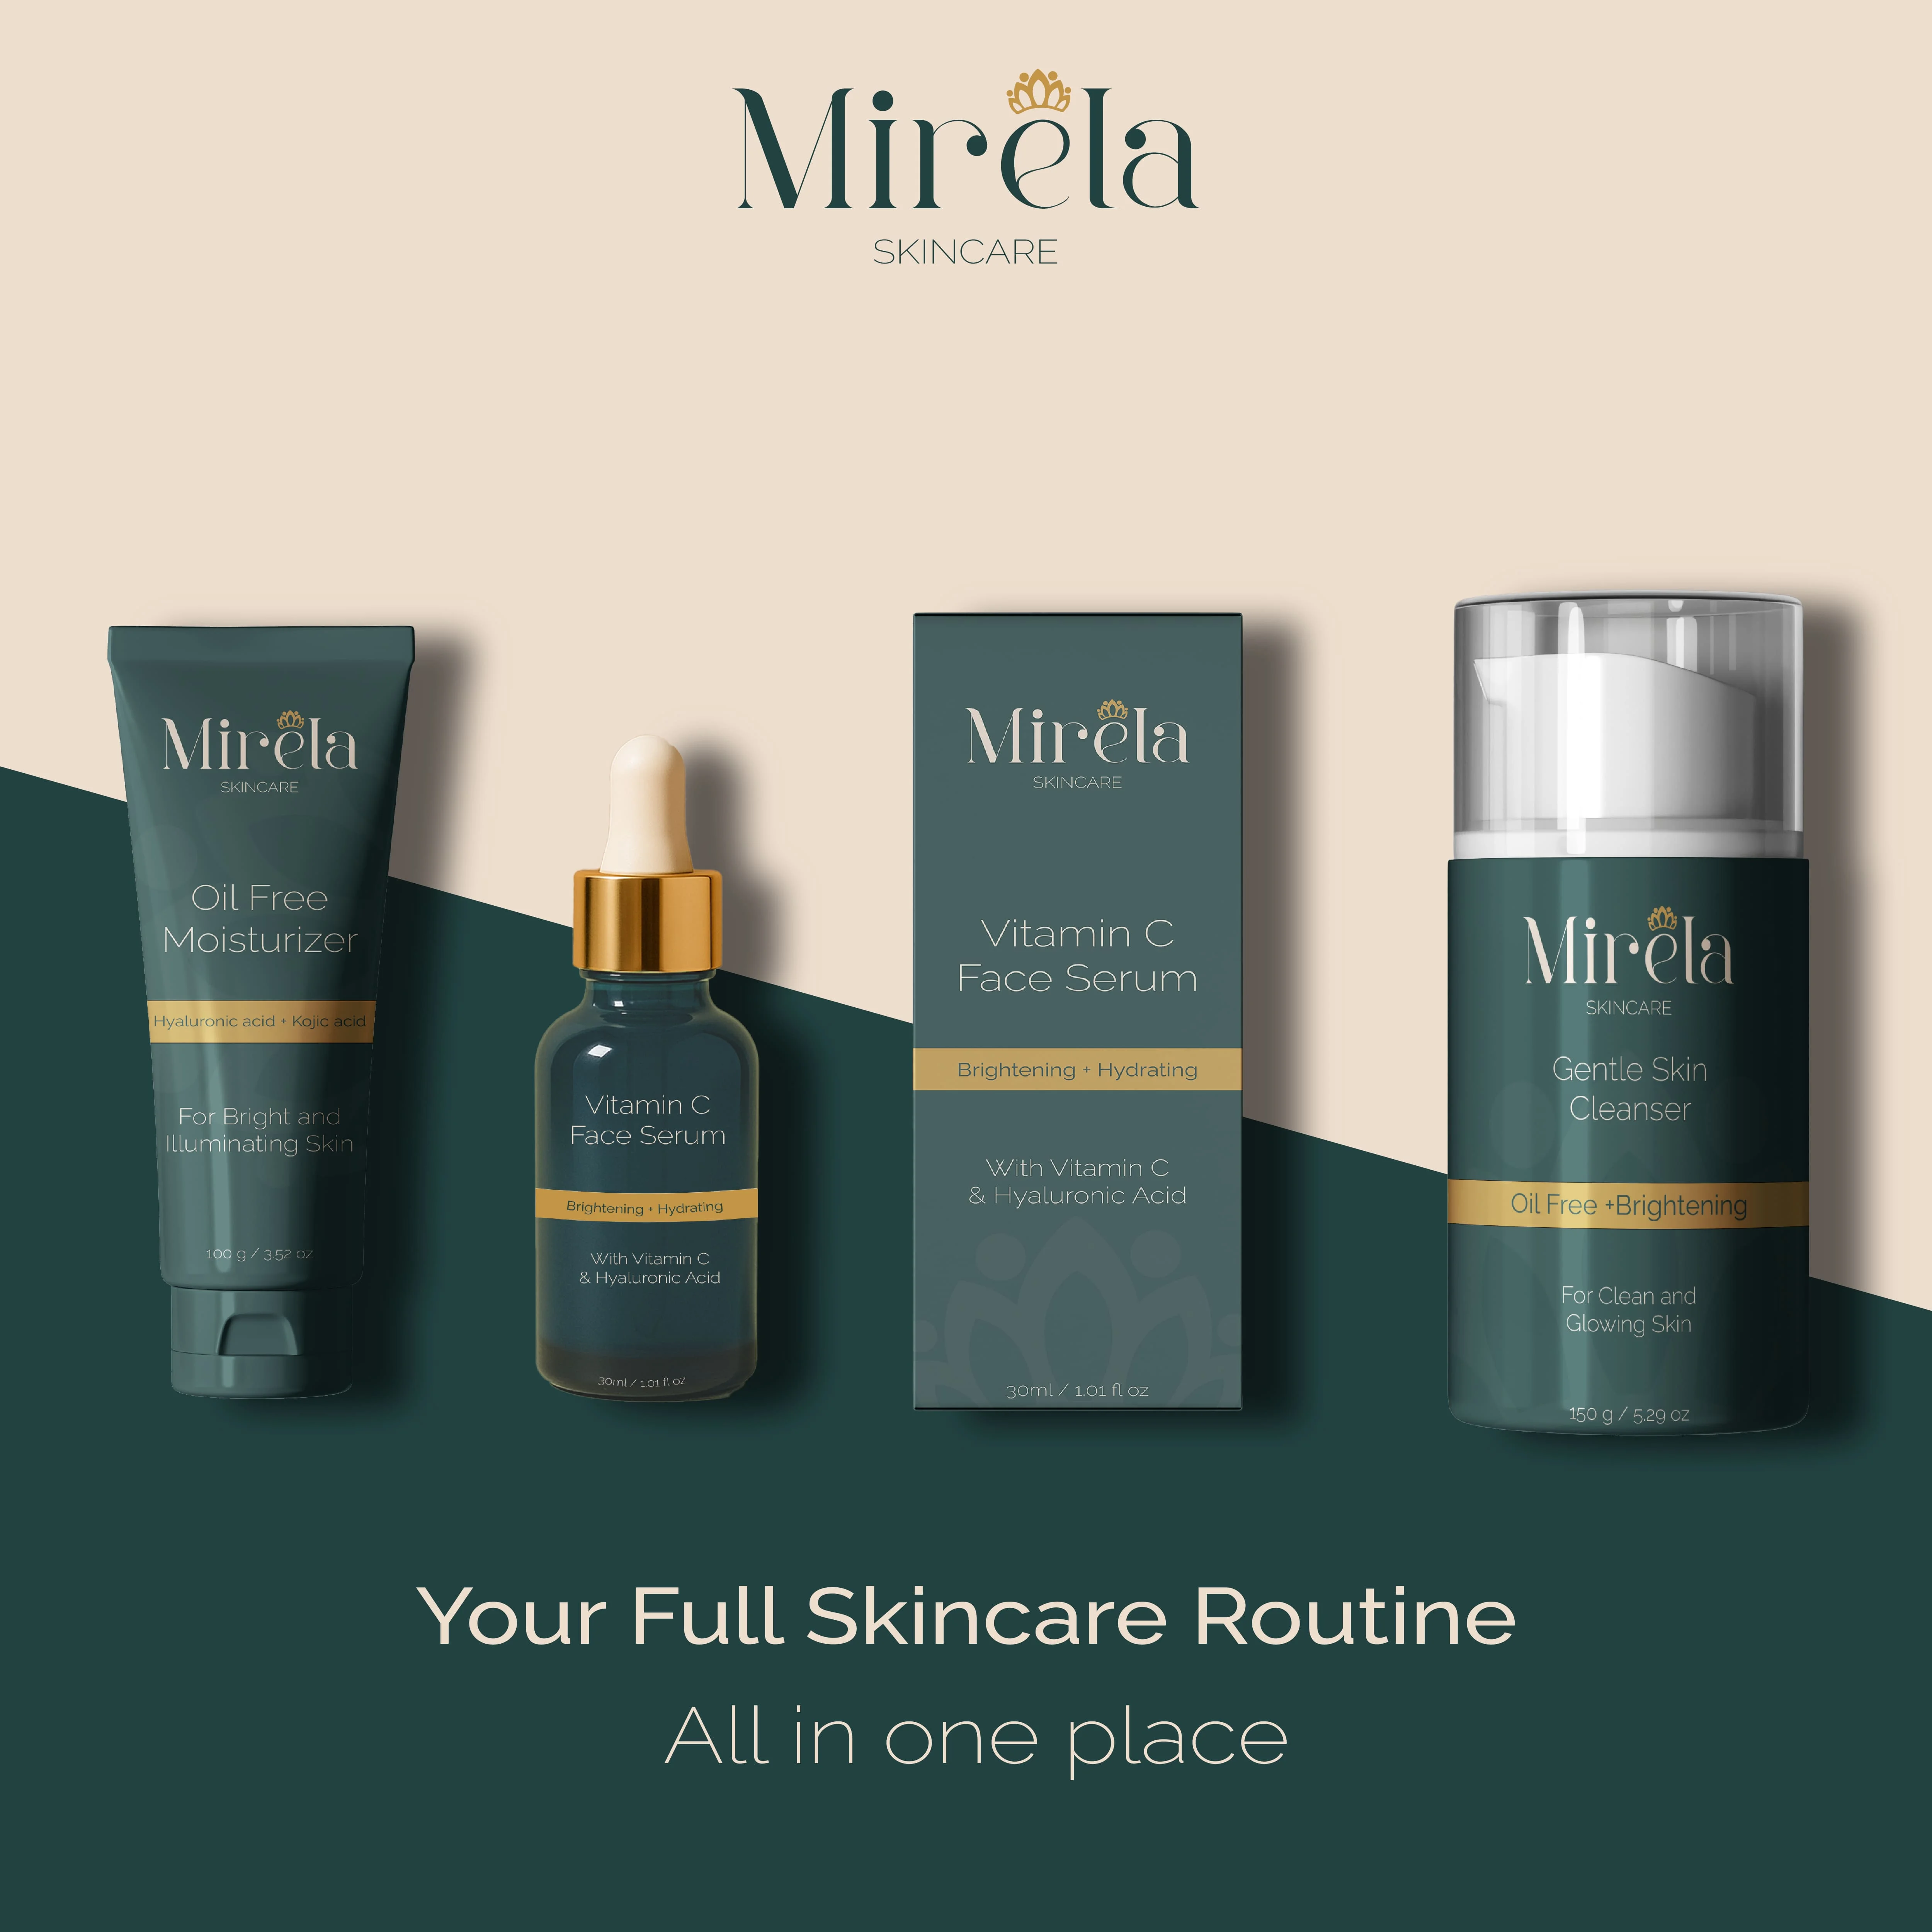 Mirela
SKINCARE
Mirela
SKINCARE
Oil Free
Moisturizer
Hyaluronic acid + Kojic acid
For Bright and
Illuminating Skin
100 g / 3.52 oz
Vitamin C
Face Serum
Brightening + Hydrating
With Vitamin C
& Hyaluronic Acid
30ml / 1.01 fl oz
Mirela
SKINCARE
Vitamin C
Face Serum
Brightening + Hydrating
With Vitamin C
& Hyaluronic Acid
30ml / 1.01 fl oz
Mirela
SKINCARE
Gentle Skin
Cleanser
Oil Free +Brightening
For Clean and
Glowing Skin
150 g / 5.29 oz
Your Full Skincare Routine
All in one place